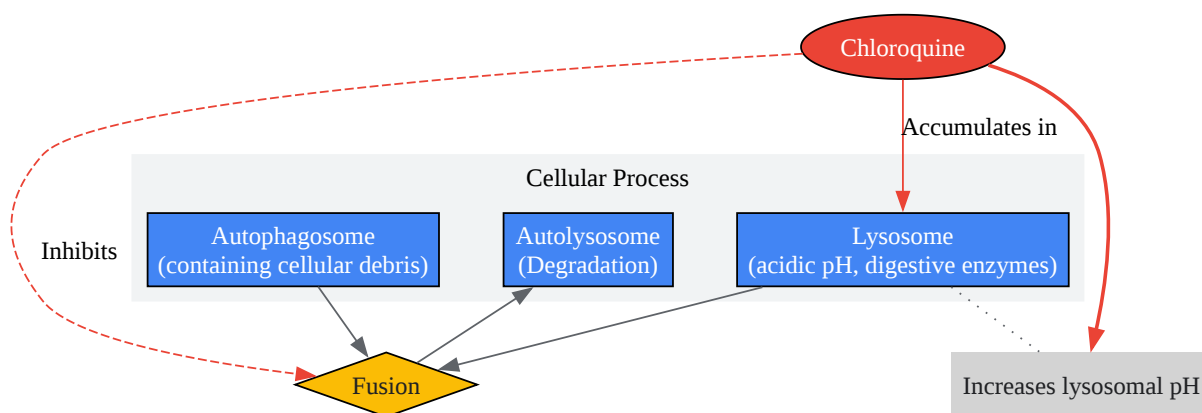 Chloroquine
Accumulates in
Cellular Process
Autophagosome
(containing cellular debris)
Autolysosome
(Degradation)
Lysosome
(acidic pH, digestive enzymes)
Inhibits
Fusion
Increases lysosomal pH